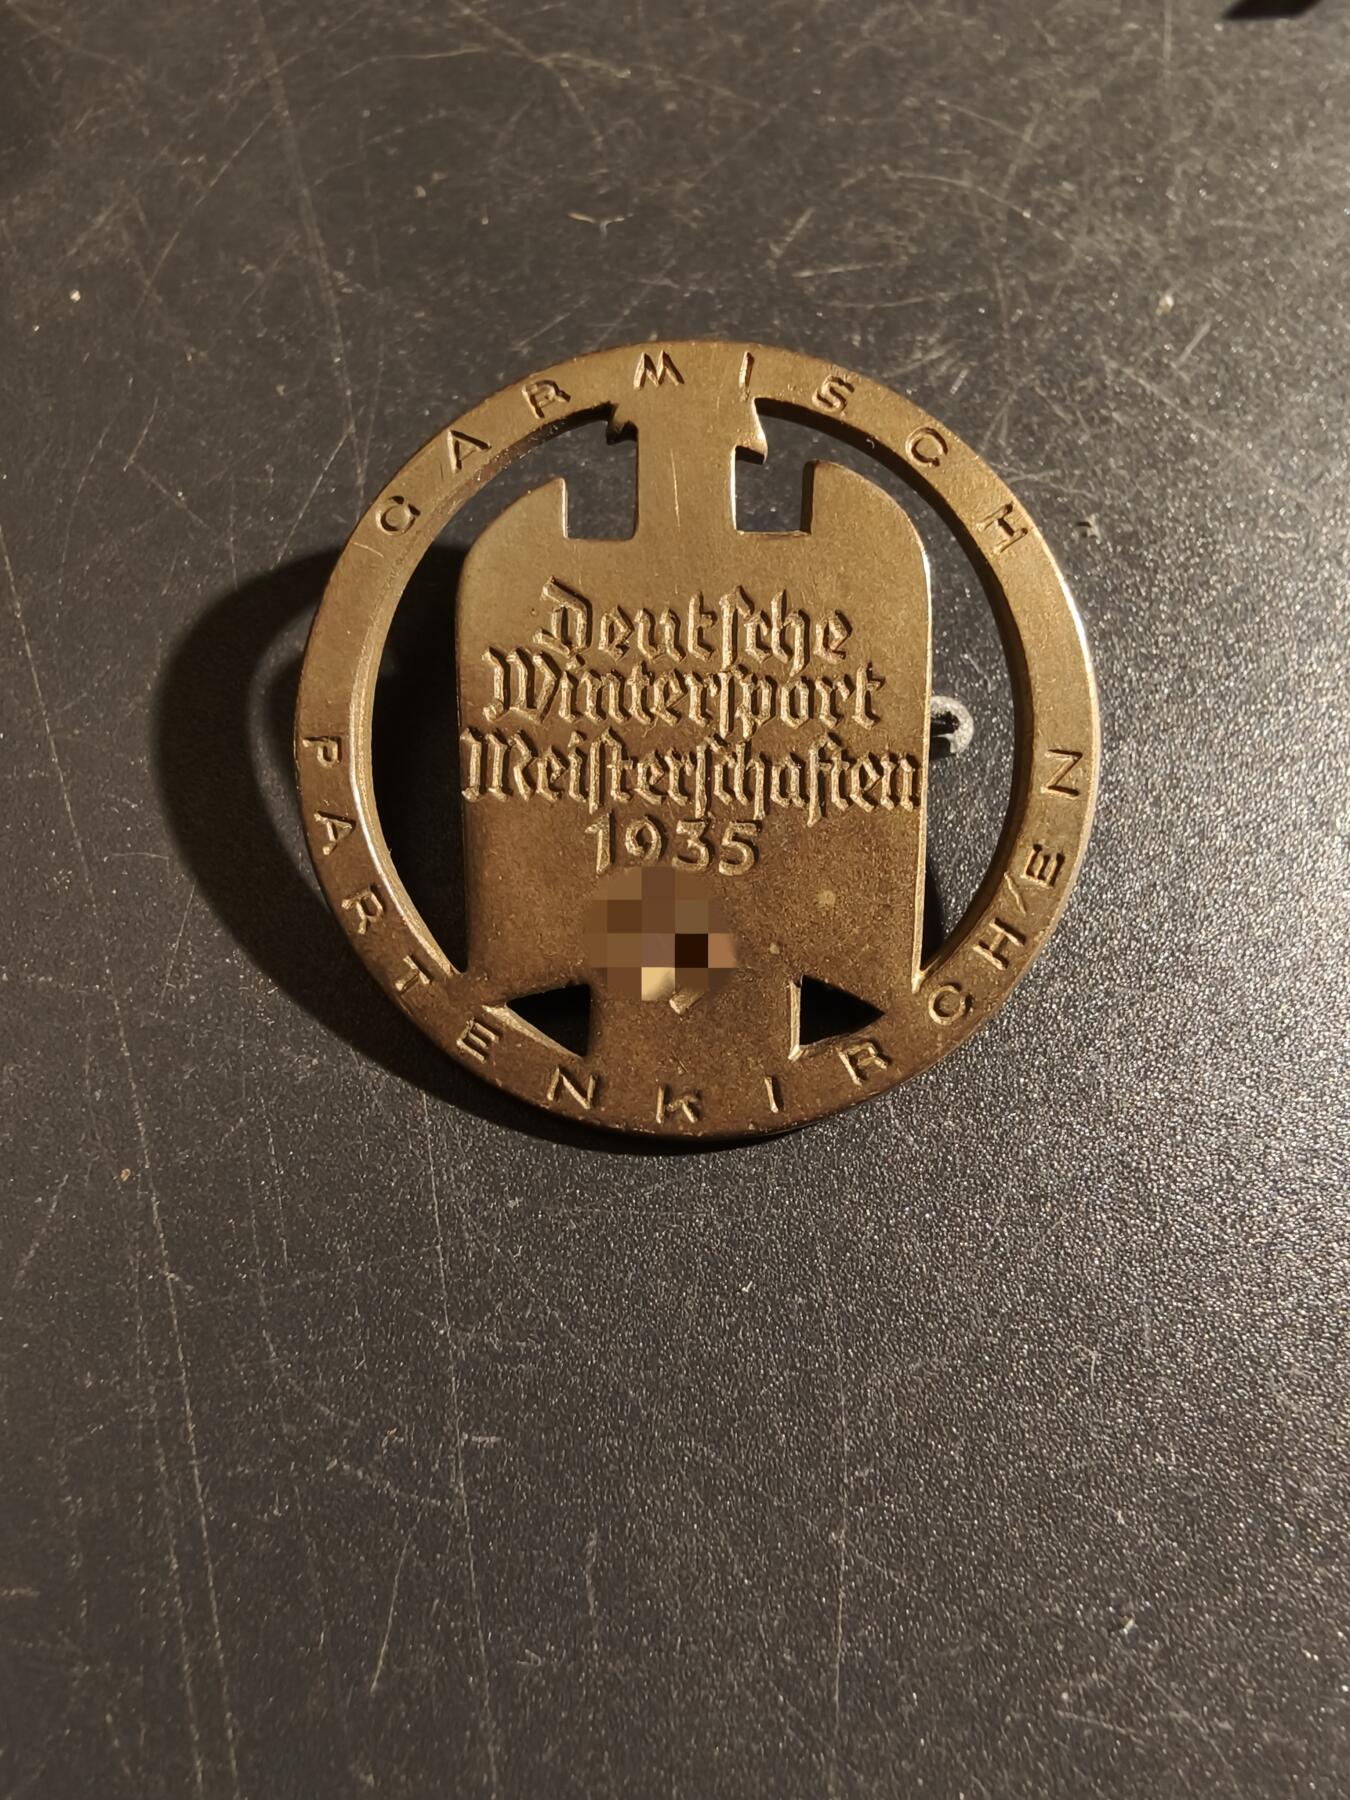 GARMISCH
Deutsche
Wintersport
Meisterschaften
1935
PARTENKIRCHEN